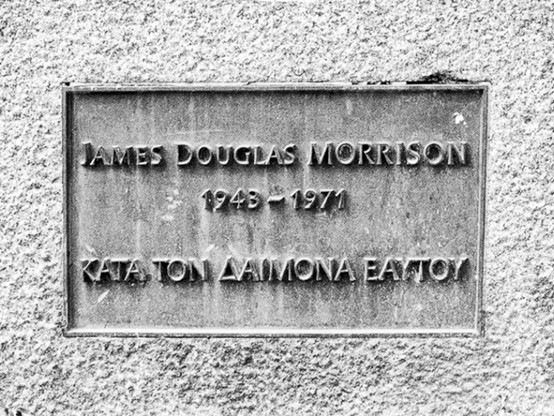 JAMES DOUGLAS MORRISON
1943 – 1971
ΚΑΤΑ ΤΟΝ ΔΑΙΜΟΝΑ ΕΑΥΤΟΥ